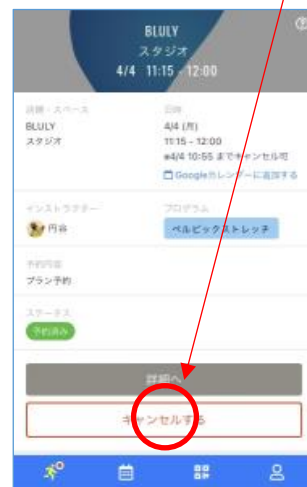 BLULY
スタジオ
4/4 11:15 - 12:00
店舗・スペース
日時
BLULY
スタジオ
4/4 (月)
11:15 - 12:00
※4/4 10:55 までキャンセル可
Googleカレンダーに追加する
インストラクター
プログラム
円谷
ペルビックストレッチ
予約内容
プラン予約
ステータス
予約済み
詳細へ
キャンセルする